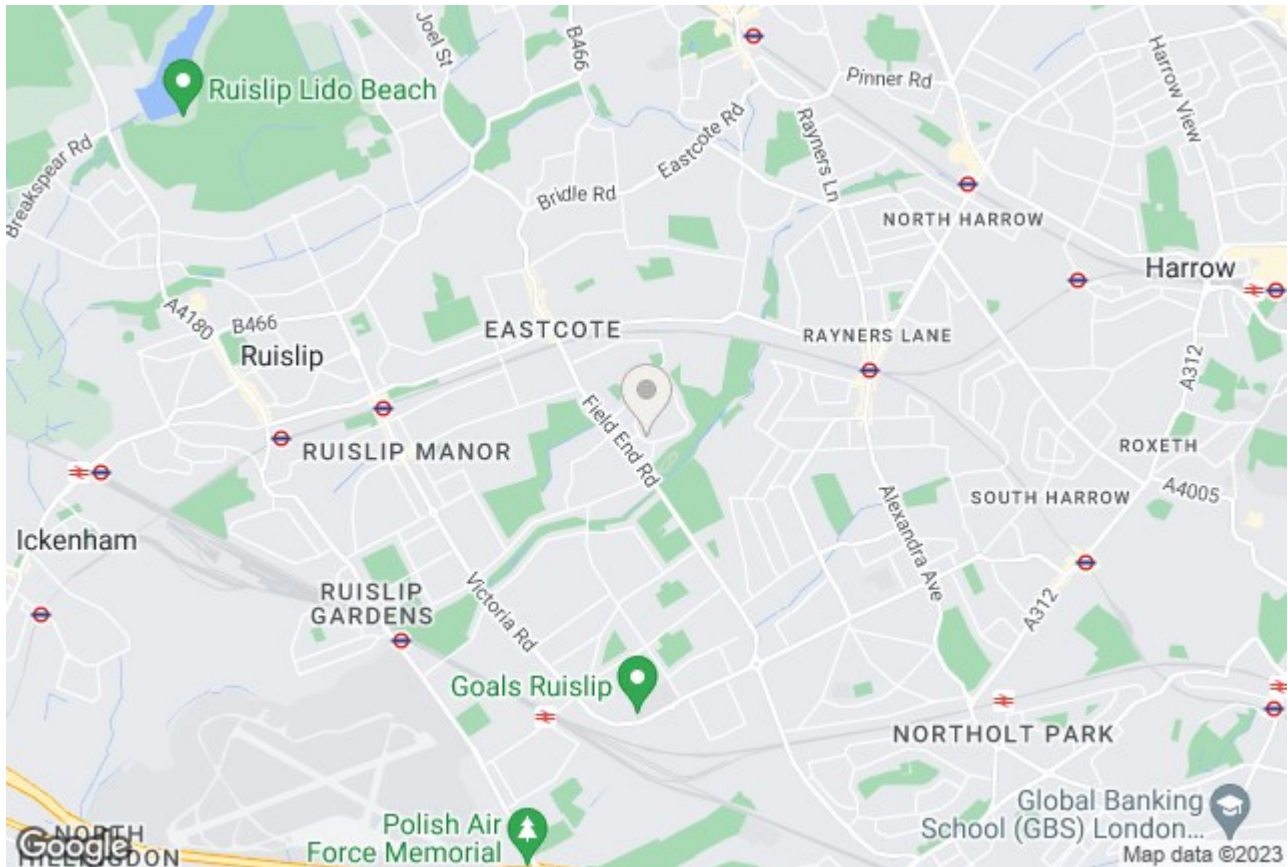 Joel St
B466
Pinner Rd
Harrow View
Ruislip Lido Beach
Breakspear Rd
Eastcote Rd
Rayners Ln
Bridle Rd
NORTH HARROW
Harrow
A4180
B466
EASTCOTE
RAYNERS LANE
A312
Ruislip
Field End Rd
RUISLIP MANOR
ROXETH
SOUTH HARROW
A4005
Alexandra Ave
Ickenham
RUISLIP
GARDENS
Victoria Rd
A312
Goals Ruislip
NORTHOLT PARK
Global Banking
School (GBS) London...
Polish Air
Force Memorial
Google
NORTH
HILLINGDON
Map data ©2023